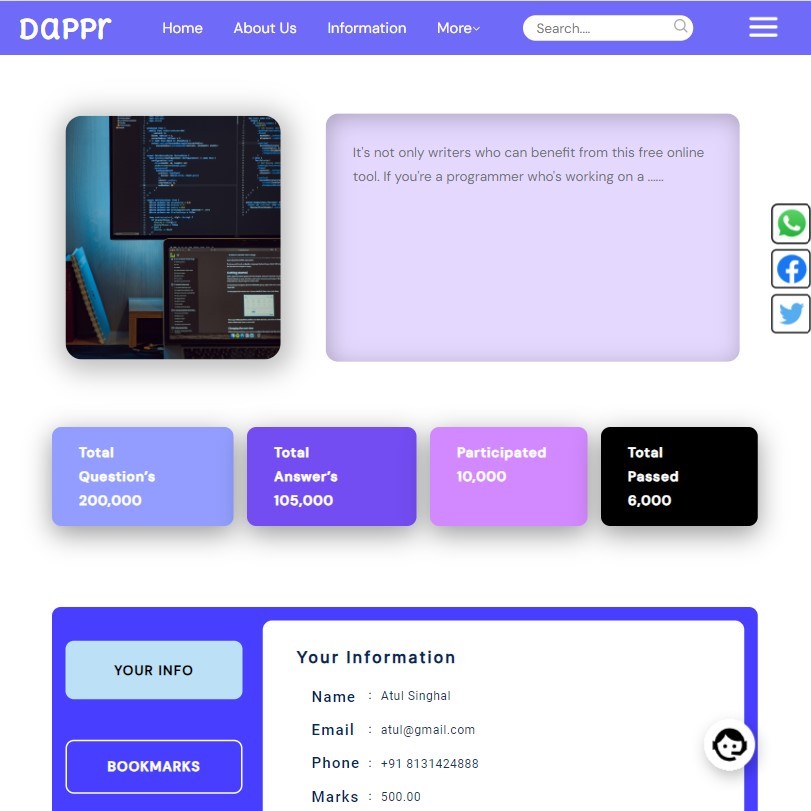 DAPPr
Home
About Us
Information
More
Search....
It's not only writers who can benefit from this free online
tool. If you're a programmer who's working on a ......
Total
Question’s
200,000
Total
Answer’s
105,000
Participated
10,000
Total
Passed
6,000
YOUR INFO
BOOKMARKS
Your Information
Name : Atul Singhal
Email : atul@gmail.com
Phone : +91 8131424888
Marks : 500.00